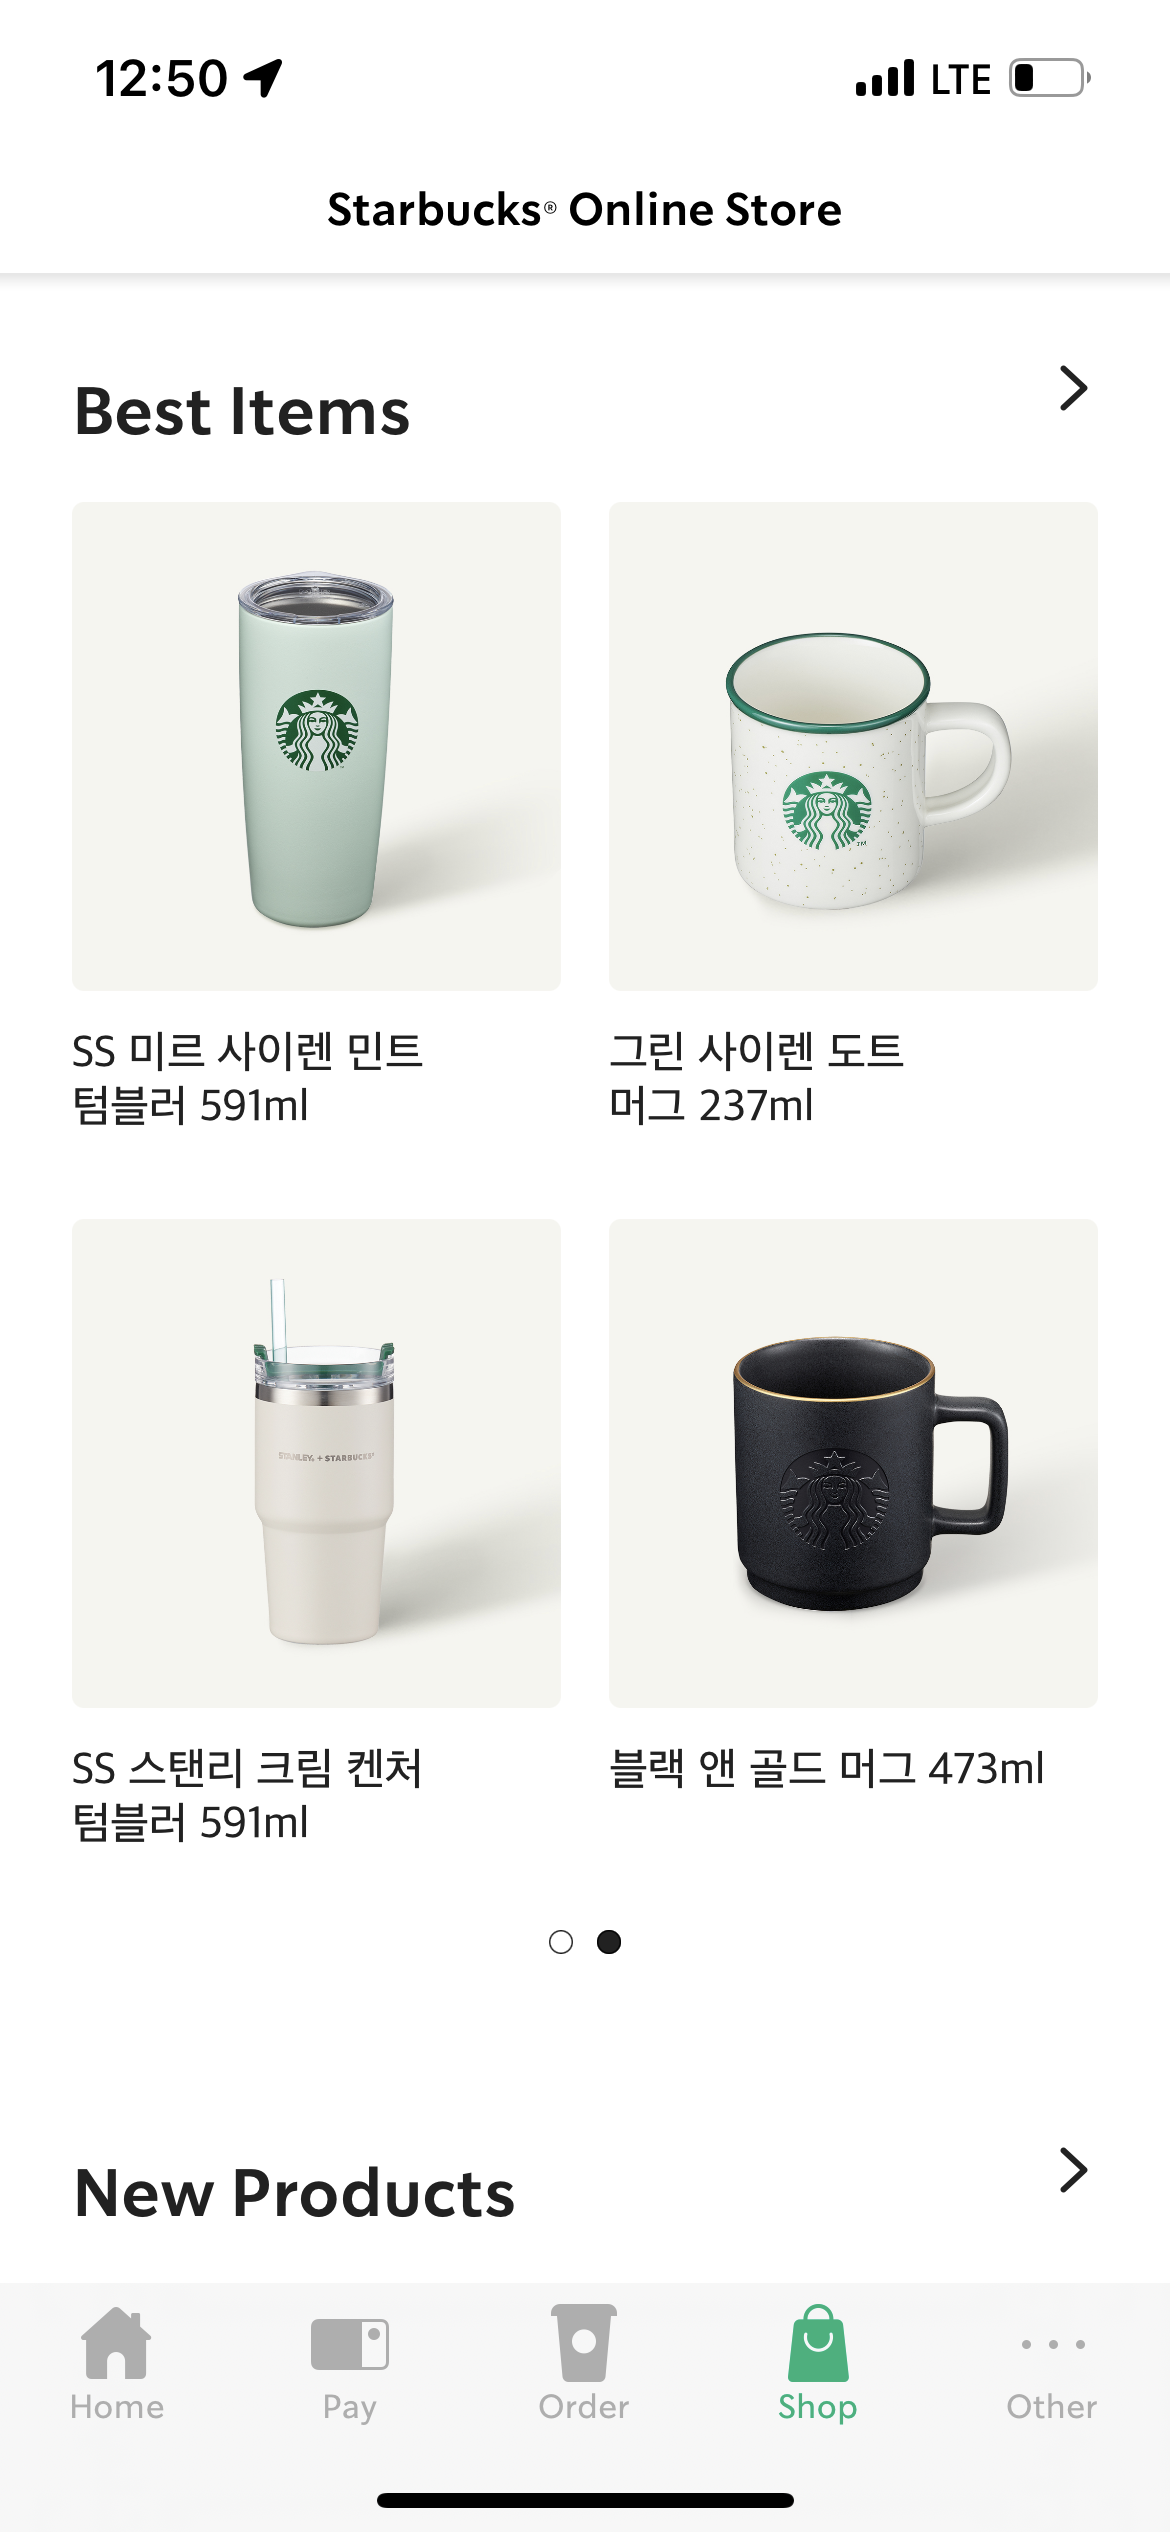 12:50
LTE
Starbucks® Online Store
Best Items
SS 미르 사이렌 민트
텀블러 591ml
그린 사이렌 도트
머그 237ml
TM
STANLEY + STARBUCKS
SS 스탠리 크림 켄처
텀블러 591ml
블랙 앤 골드 머그 473ml
New Products
Home
Pay
Order
Shop
Other